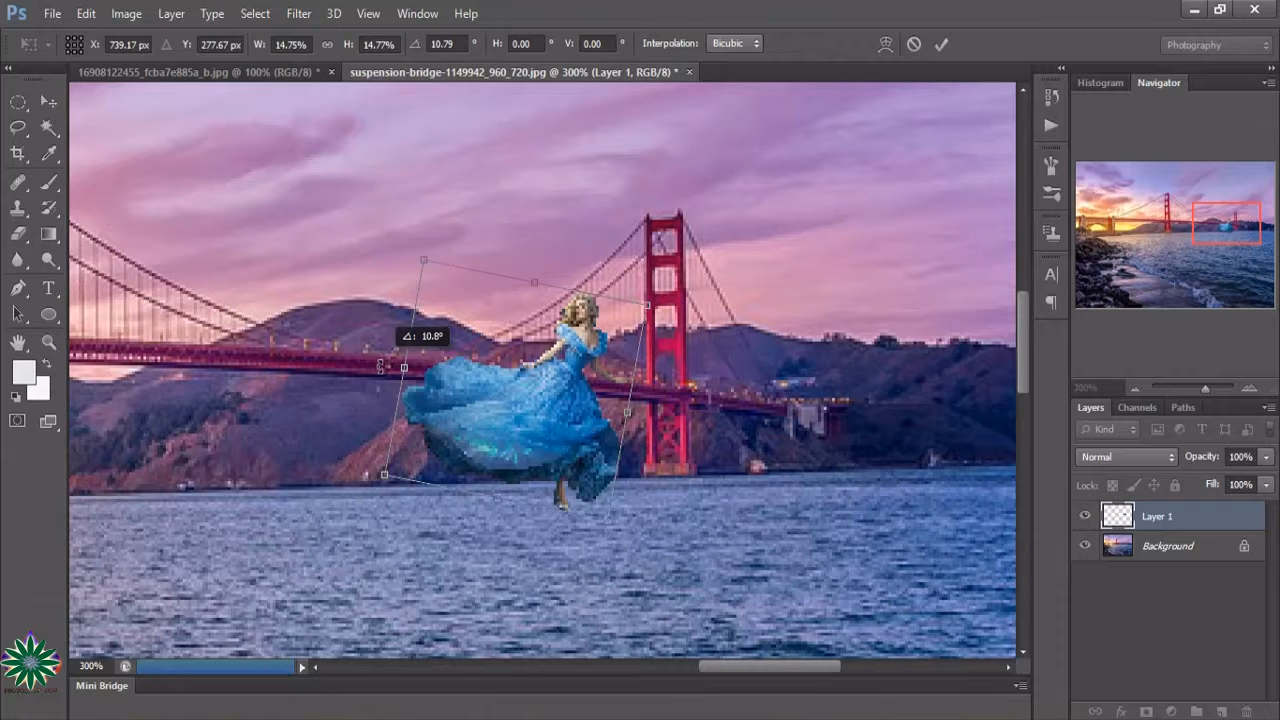 Ps File Edit Image Layer Type Select Filter 3D View Window Help
X: 739.17 px Y: 277.67 px W: 14.75% H: 14.77% 10.79 ° H: 0.00 ° V: 0.00 ° Interpolation: Bicubic Photography
16908122455_fcba7e885a_b.jpg @ 100% (RGB/8) * × suspension-bridge-1149942_960_720.jpg @ 300% (Layer 1, RGB/8) * ×
Histogram Navigator
10.8°
300%
Layers Channels Paths
Kind
Normal Opacity: 100%
Lock: Fill: 100%
Layer 1
Background
300%
Mini Bridge